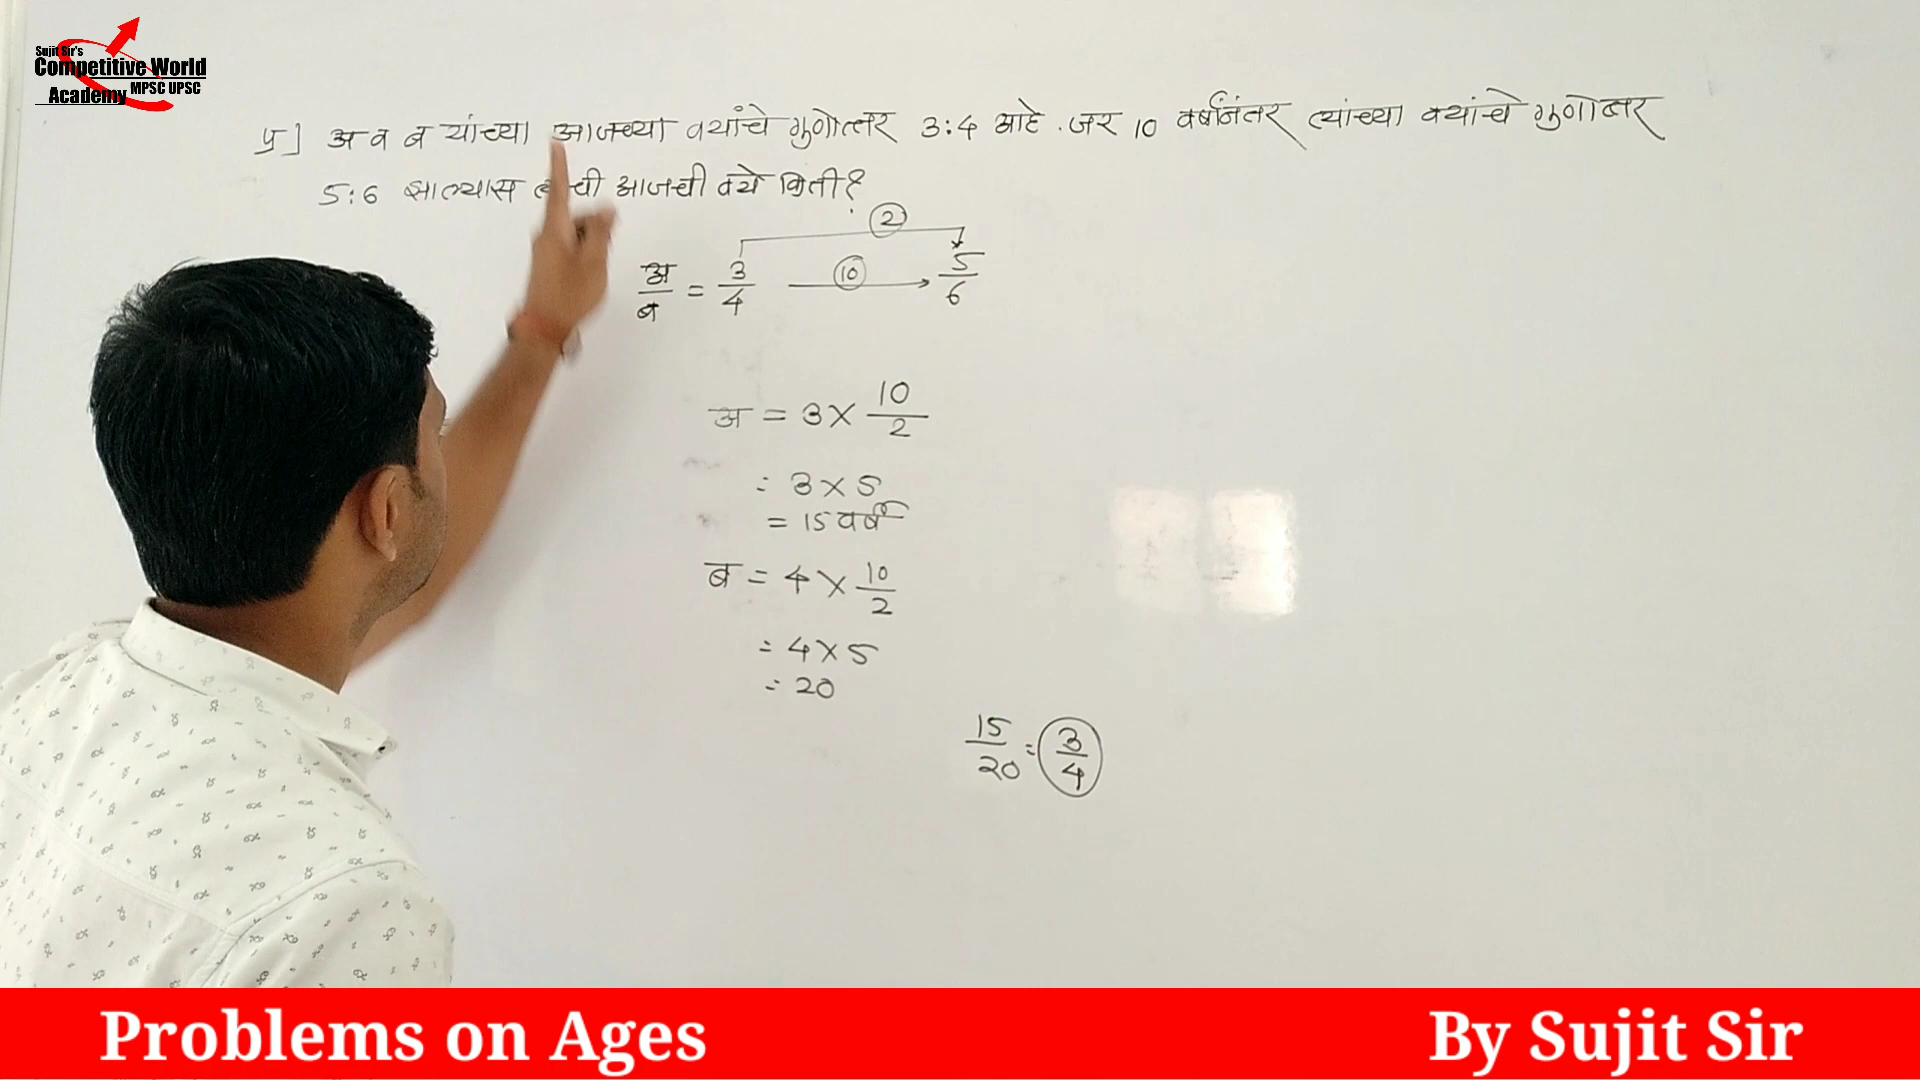 Sujit Sir's
Competitive World
Academy MPSC UPSC
प्र] अ व ब यांच्या आजच्या वयांचे गुणोत्तर 3:4 आहे. जर 10 वर्षांनंतर त्यांच्या वयांचे गुणोत्तर
5:6 झाल्यास आजची वये किती?
2
अ/ब = 3/4 10 → 5/6
अ = 3 × 10/2
= 3 × 5
= 15 वर्षे
ब = 4 × 10/2
= 4 × 5
= 20
15/20 = 3/4
Problems on Ages
By Sujit Sir